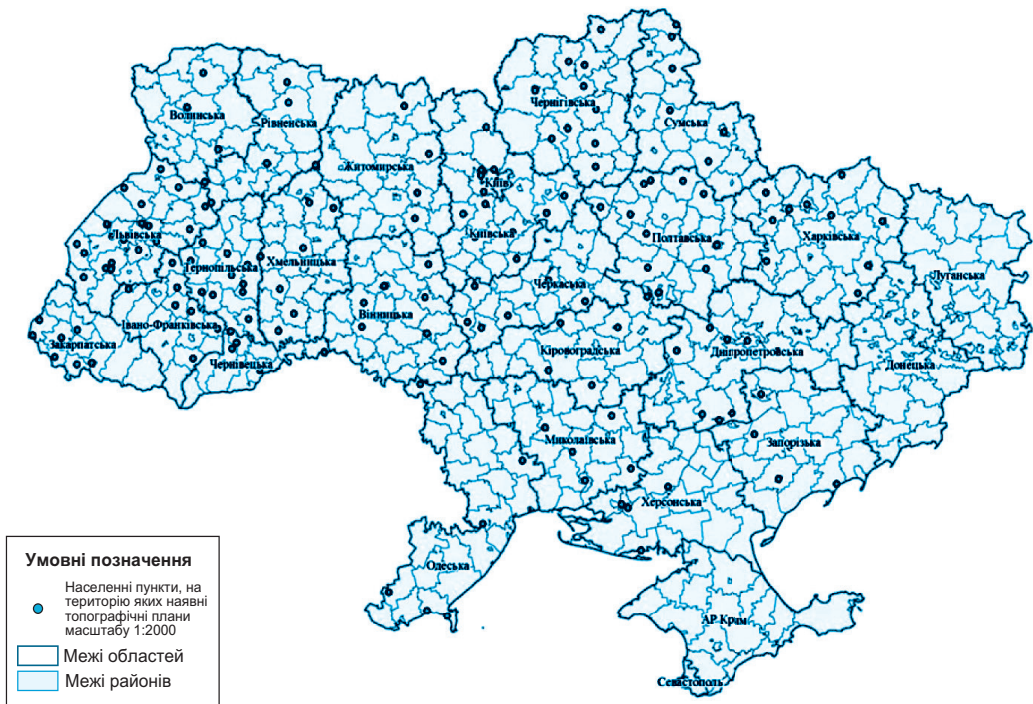 Волинська
Рівненська
Житомирська
Київ
Чернігівська
Сумська
Львівська
Тернопільська
Хмельницька
Київська
Полтавська
Харківська
Луганська
Івано-Франківська
Закарпатська
Чернівецька
Вінницька
Черкаська
Кіровоградська
Дніпропетровська
Донецька
Миколаївська
Запорізька
Херсонська
Одеська
АР Крим
Севастополь
Умовні позначення
Населенні пункти, на
територію яких наявні
топографічні плани
масштабу 1:2000
Межі областей
Межі районів